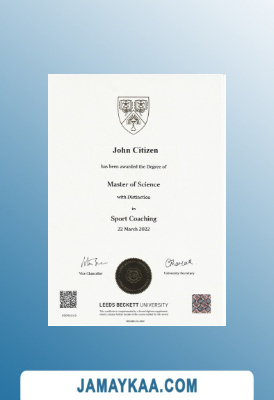 John Citizen
has been awarded the Degree of
Master of Science
with Distinction
in
Sport Coaching
22 March 2022
Vice Chancellor
University Secretary
LEEDS BECKETT UNIVERSITY
JAMAYKAA.COM